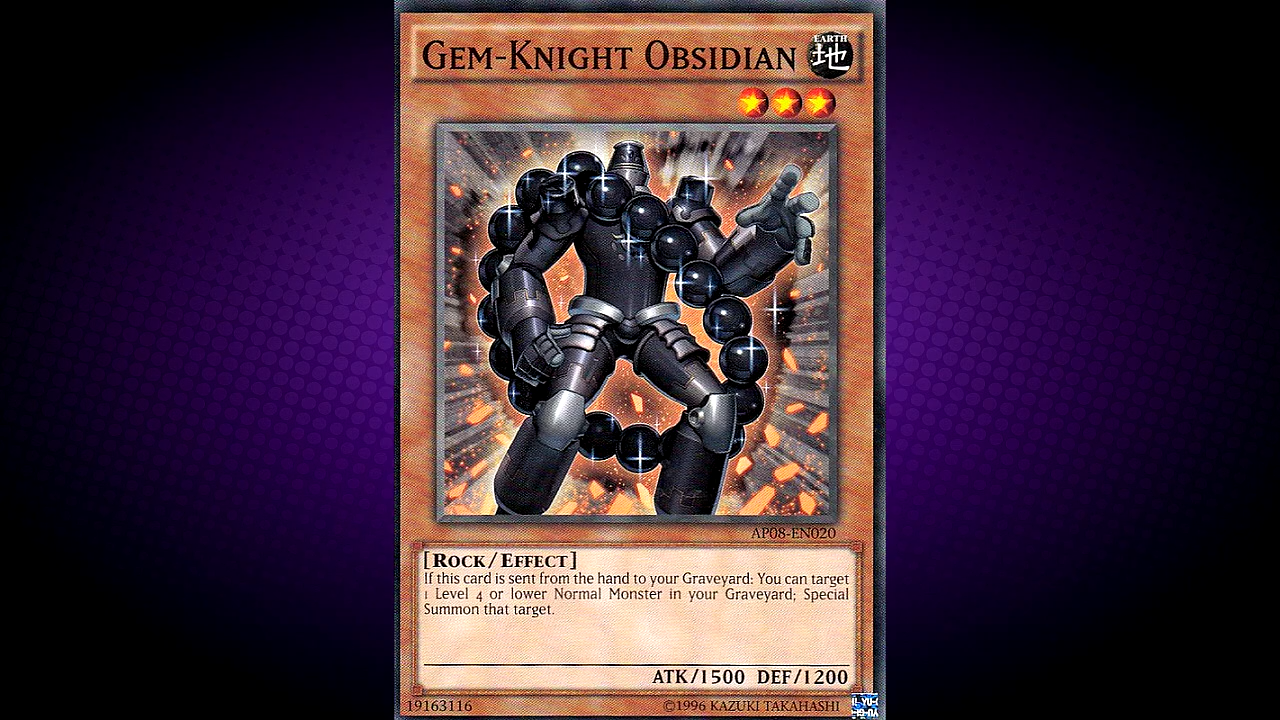 GEM-KNIGHT OBSIDIAN
EARTH
地
AP08-EN020
[ROCK/EFFECT]
If this card is sent from the hand to your Graveyard: You can target
1 Level 4 or lower Normal Monster in your Graveyard; Special
Summon that target.
ATK/1500 DEF/1200
19163116
©1996 KAZUKI TAKAHASHI